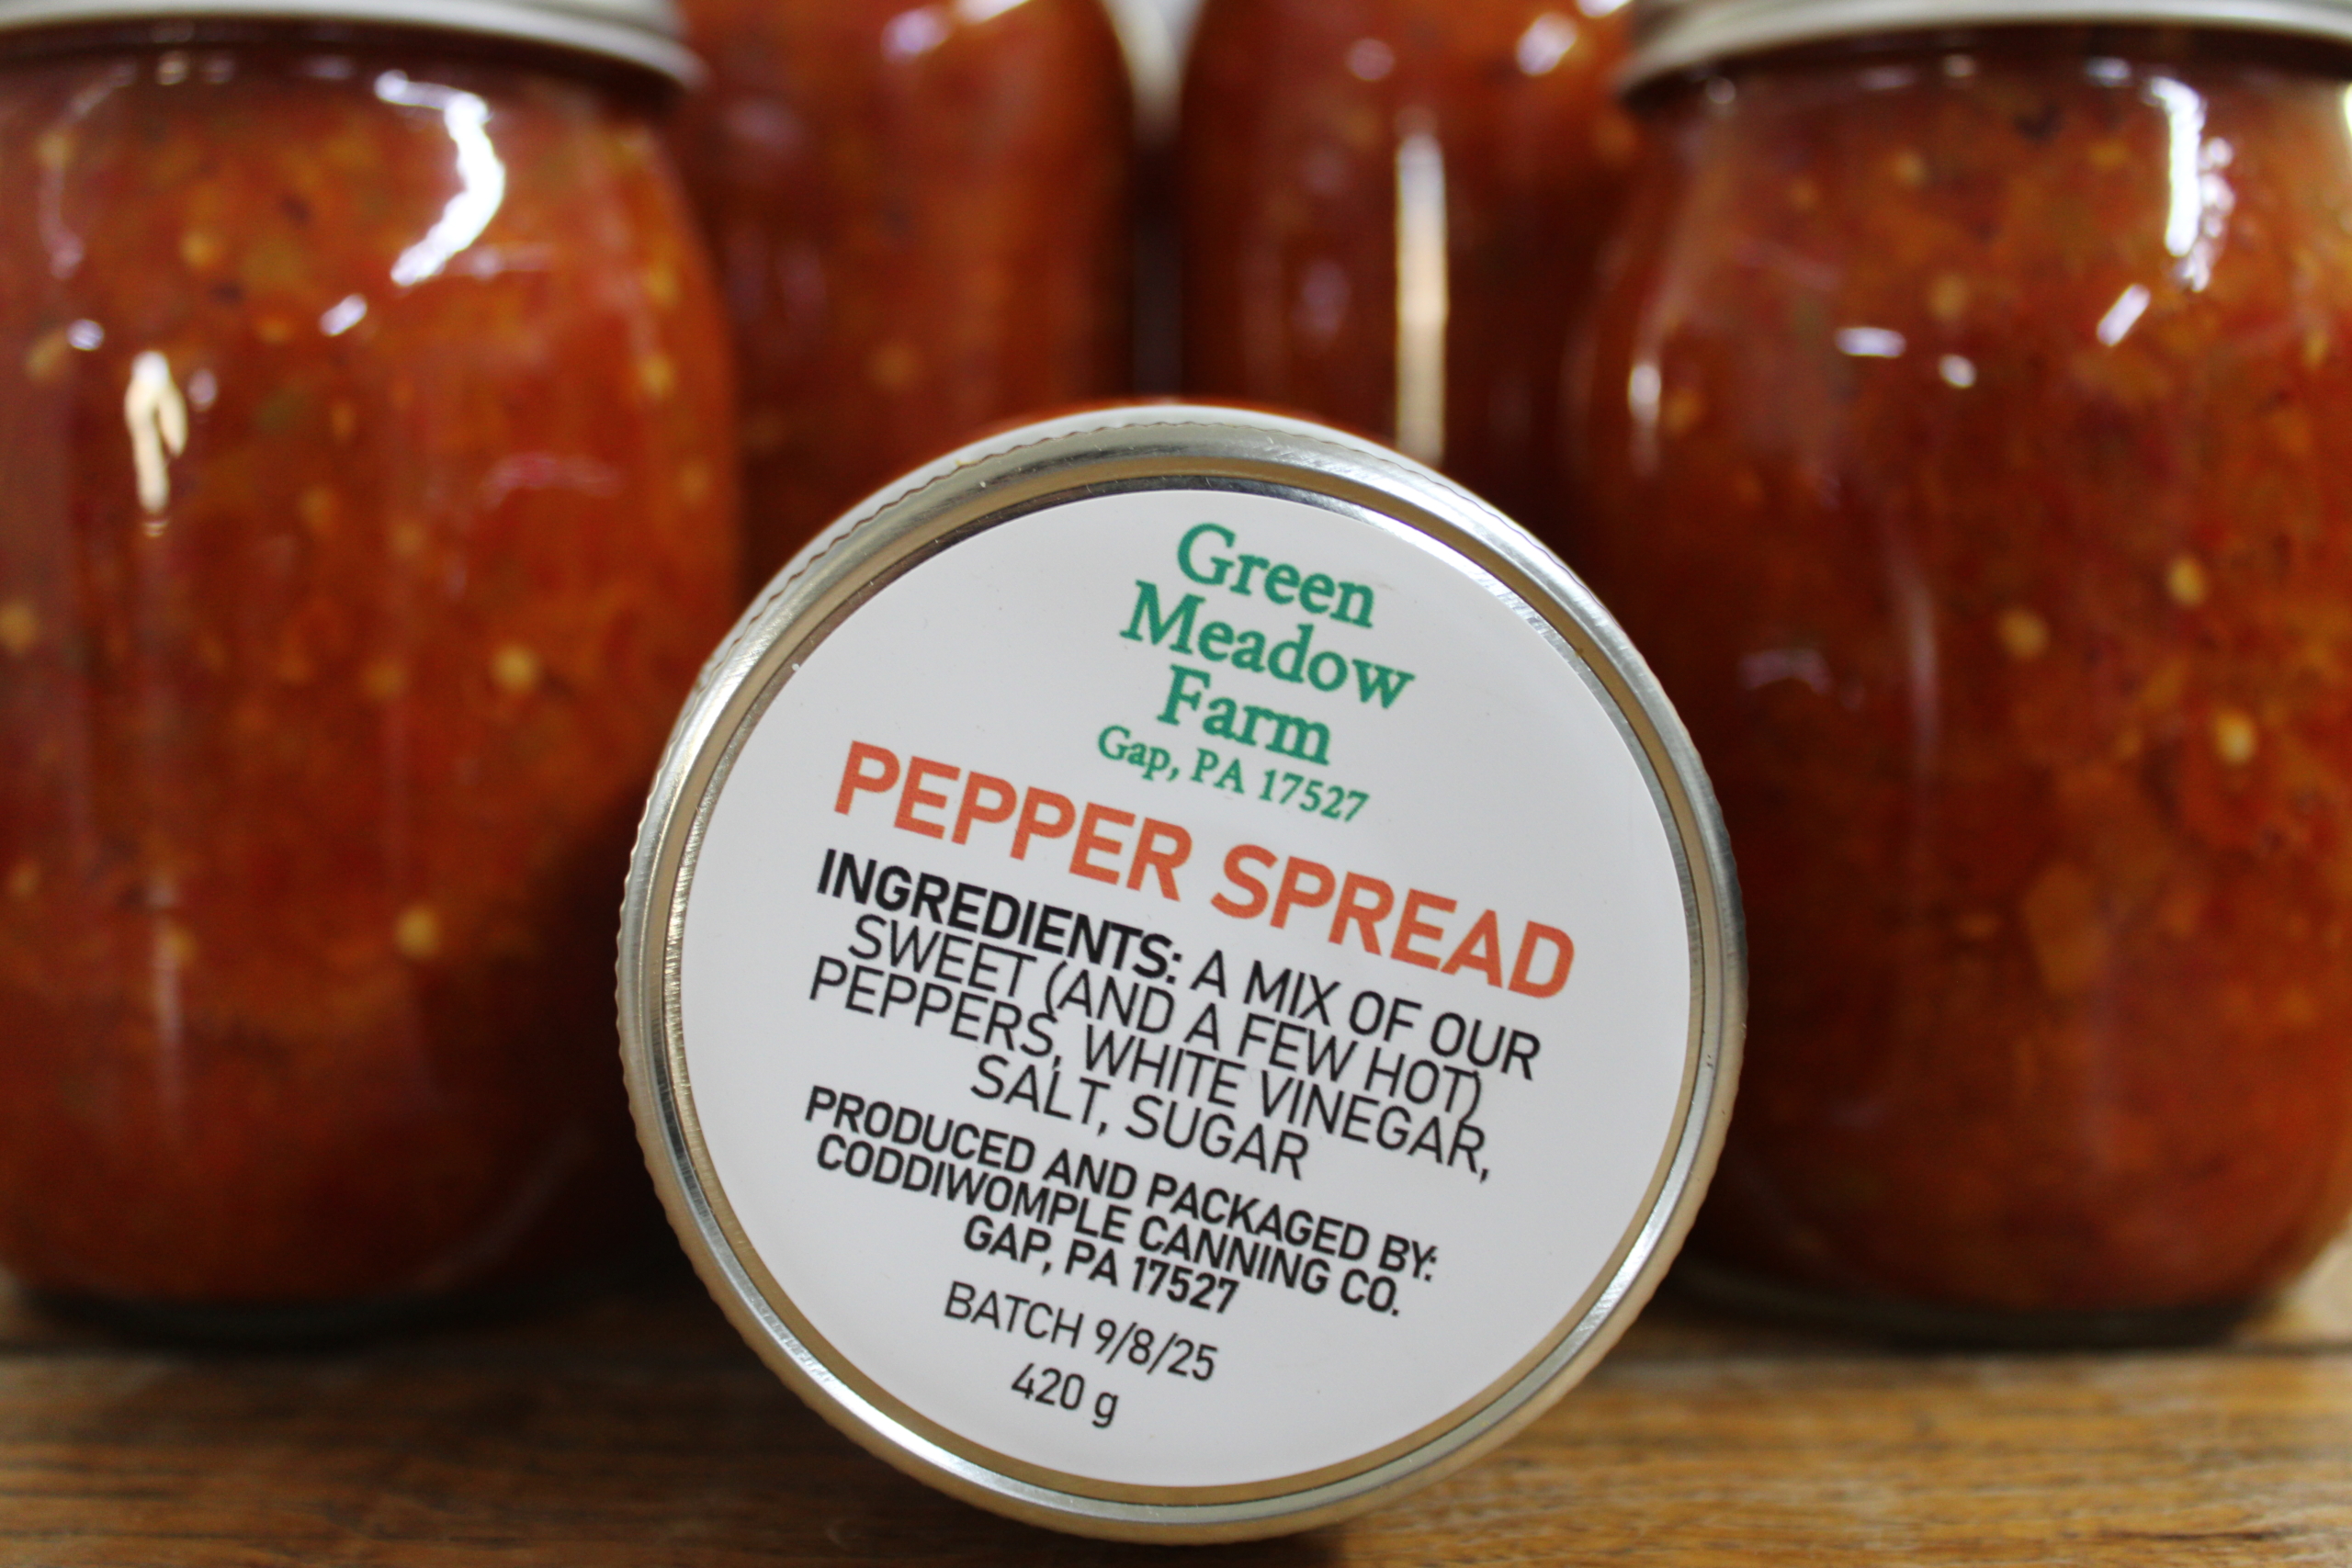 Green
Meadow
Farm
Gap, PA 17527
PEPPER SPREAD
INGREDIENTS: A MIX OF OUR
SWEET (AND A FEW HOT)
PEPPERS, WHITE VINEGAR,
SALT, SUGAR
PRODUCED AND PACKAGED BY:
CODDIWOMPLE CANNING CO.
GAP, PA 17527
BATCH 9/8/25
420 g